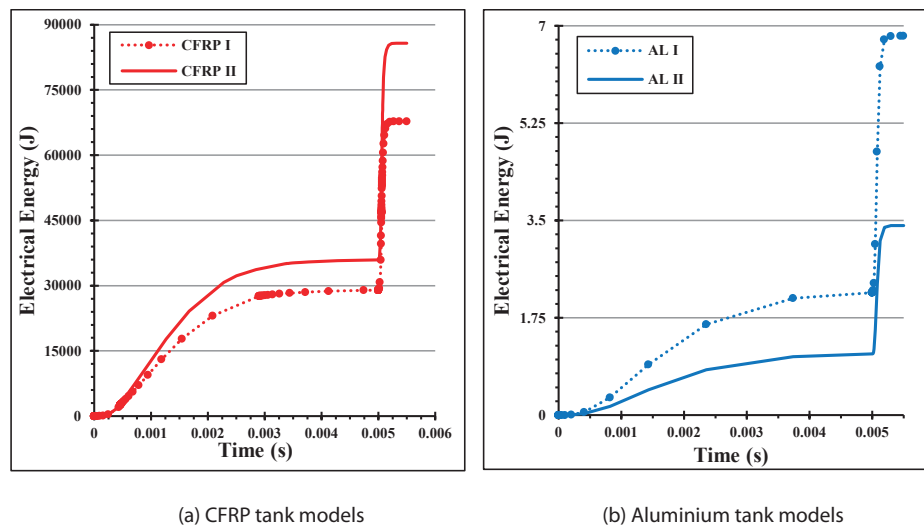 90000
75000
60000
45000
30000
15000
0
Electrical Energy (J)
CFRP I
CFRP II
0 0.001 0.002 0.003 0.004 0.005 0.006
Time (s)
(a) CFRP tank models
7
5.25
3.5
1.75
0
Electrical Energy (J)
AL I
AL II
0 0.001 0.002 0.003 0.004 0.005
Time (s)
(b) Aluminium tank models